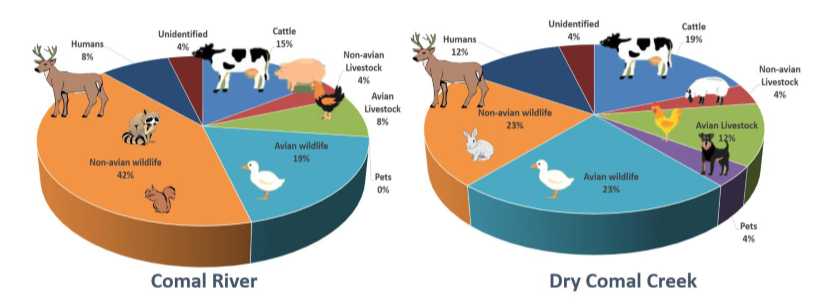 Unidentified
4%
Humans
8%
Cattle
15%
Non-avian
Livestock
4%
Avian
Livestock
8%
Avian wildlife
19%
Non-avian wildlife
42%
Pets
0%
Comal River
Unidentified
4%
Humans
12%
Cattle
19%
Non-avian
Livestock
4%
Avian Livestock
12%
Non-avian wildlife
23%
Avian wildlife
23%
Pets
4%
Dry Comal Creek